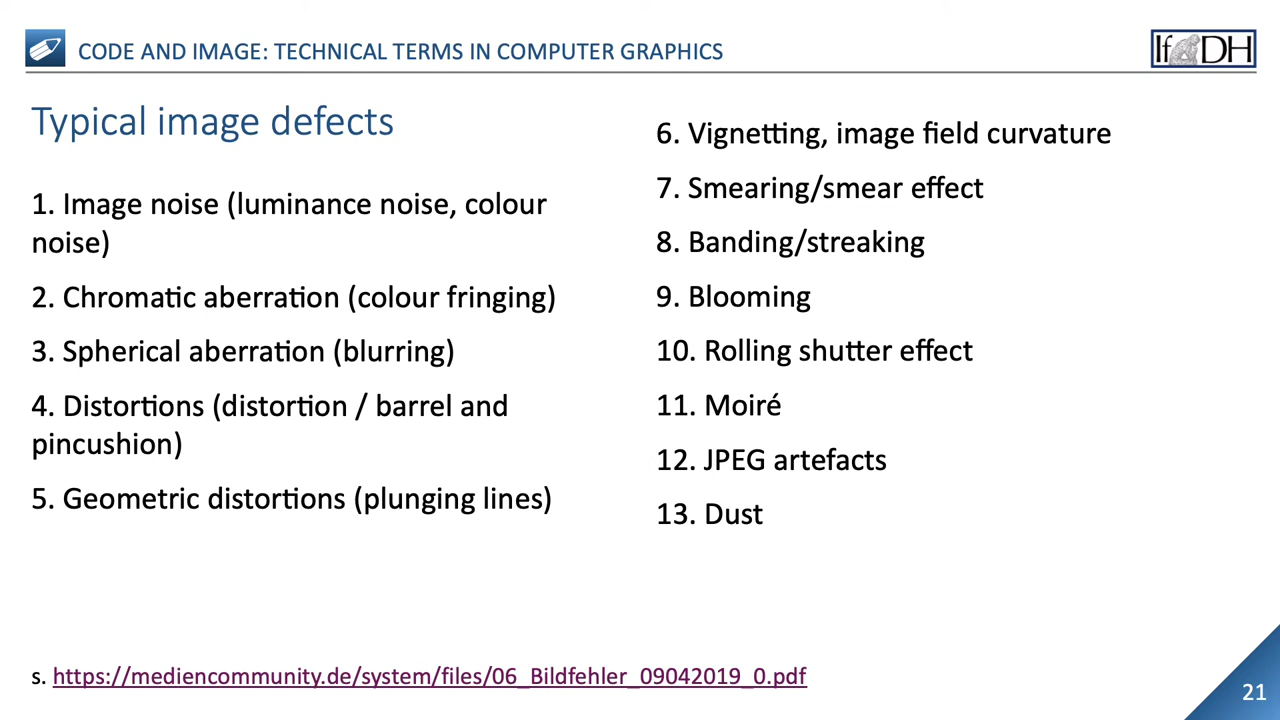 CODE AND IMAGE: TECHNICAL TERMS IN COMPUTER GRAPHICS
IfDH
Typical image defects
1. Image noise (luminance noise, colour
noise)
2. Chromatic aberration (colour fringing)
3. Spherical aberration (blurring)
4. Distortions (distortion / barrel and
pincushion)
5. Geometric distortions (plunging lines)
6. Vignetting, image field curvature
7. Smearing/smear effect
8. Banding/streaking
9. Blooming
10. Rolling shutter effect
11. Moiré
12. JPEG artefacts
13. Dust
s. https://mediencommunity.de/system/files/06_Bildfehler_09042019_0.pdf
21